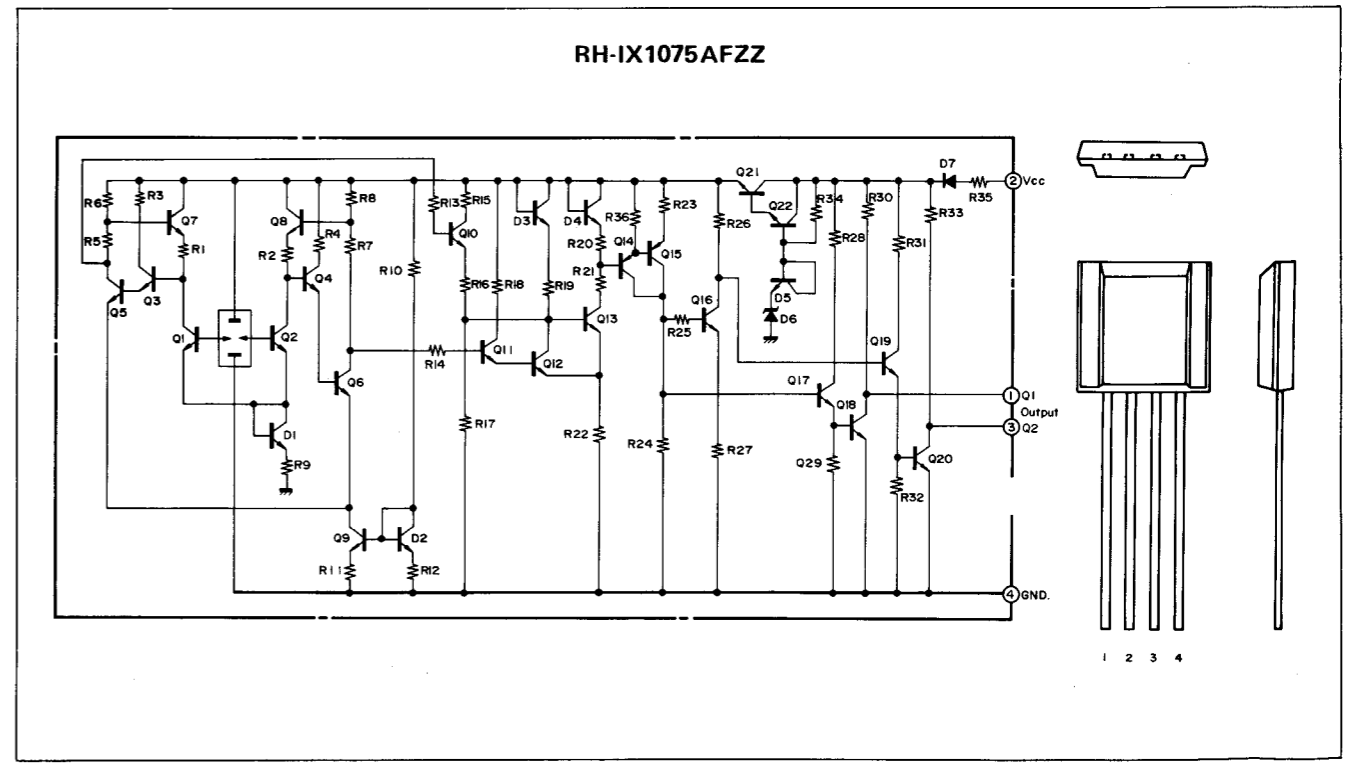 RH-IX1075AFZZ
D7
Q21
2 Vcc
R6
R3
R8
R13
R15
R34
R30
R35
Q7
Q8
D3
D4
R36
R23
Q22
R33
R5
R1
R4
R7
Q10
R26
R28
R31
R2
R20
Q14
Q15
R10
Q4
R21
Q3
R16
R18
R19
D5
Q5
Q16
D6
Q13
Q1
Q2
R25
Q11
Q12
Q19
R14
Q6
Q17
1 Q1
Q18
Output
R17
3 Q2
D1
R22
R24
R27
Q20
R9
Q29
R32
Q9
D2
R11
R12
4 GND.
1 2 3 4